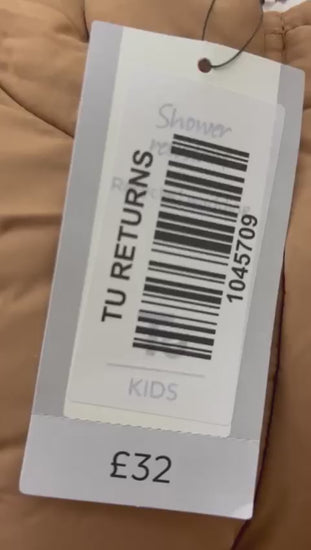 Shower
TU RETURNS
1045709
KIDS
£32